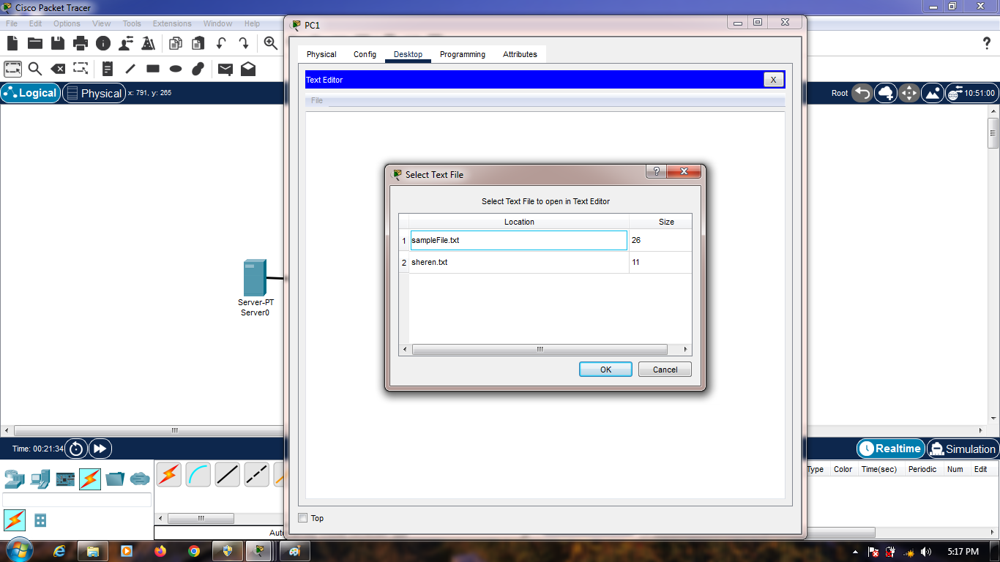 Cisco Packet Tracer
File Edit Options View Tools Extensions Window Help
PC1
Physical Config Desktop Programming Attributes
Text Editor X
File
Logical Physical x: 791, y: 265 Root 10:51:00
Select Text File ?
Select Text File to open in Text Editor
Location Size
1 sampleFile.txt 26
2 sheren.txt 11
OK Cancel
Server-PT
Server0
Time: 00:21:34 Realtime Simulation
Type Color Time(sec) Periodic Num Edit
Top
Auto
5:17 PM